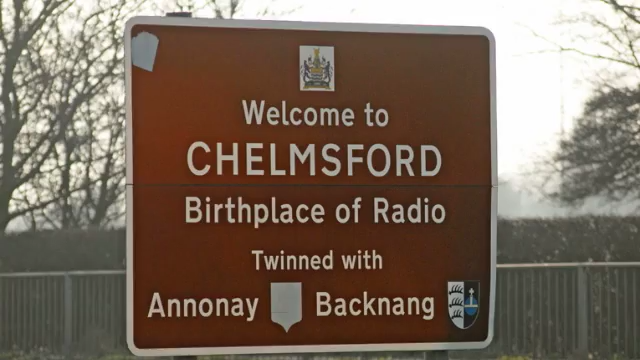 Welcome to
CHELMSFORD
Birthplace of Radio
Twinned with
Annonay Backnang